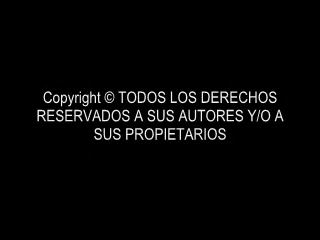 Copyright © TODOS LOS DERECHOS
RESERVADOS A SUS AUTORES Y/O A
SUS PROPIETARIOS